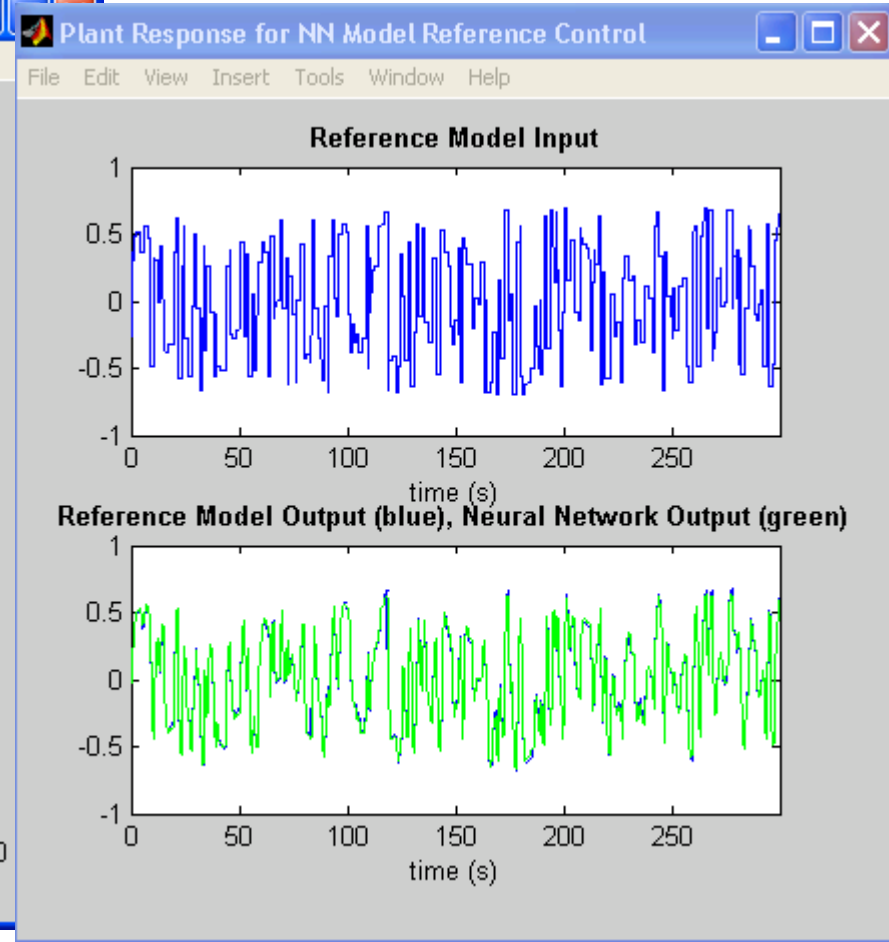 Plant Response for NN Model Reference Control
File Edit View Insert Tools Window Help
Reference Model Input
1
0.5
0
-0.5
-1
0 50 100 150 200 250
time (s)
Reference Model Output (blue), Neural Network Output (green)
1
0.5
0
-0.5
-1
0 50 100 150 200 250
time (s)
0